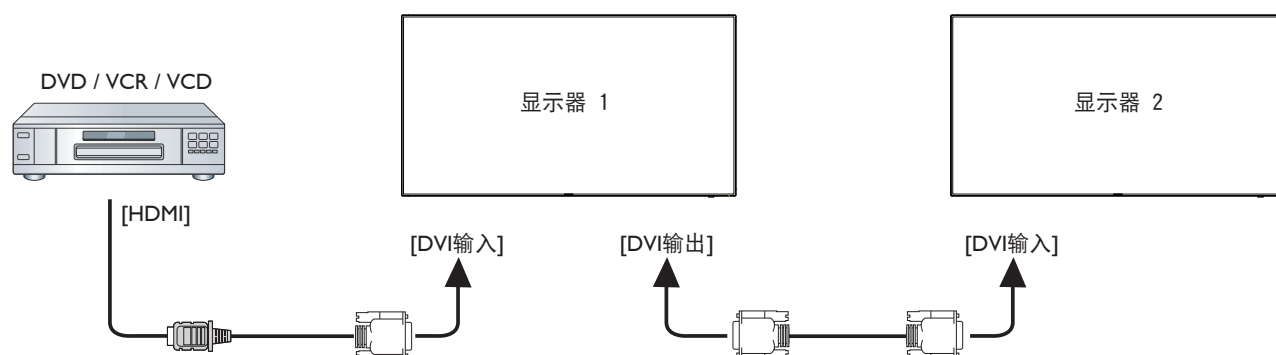 DVD / VCR / VCD
显示器 1
显示器 2
[HDMI]
[DVI输入]
[DVI输出]
[DVI输入]